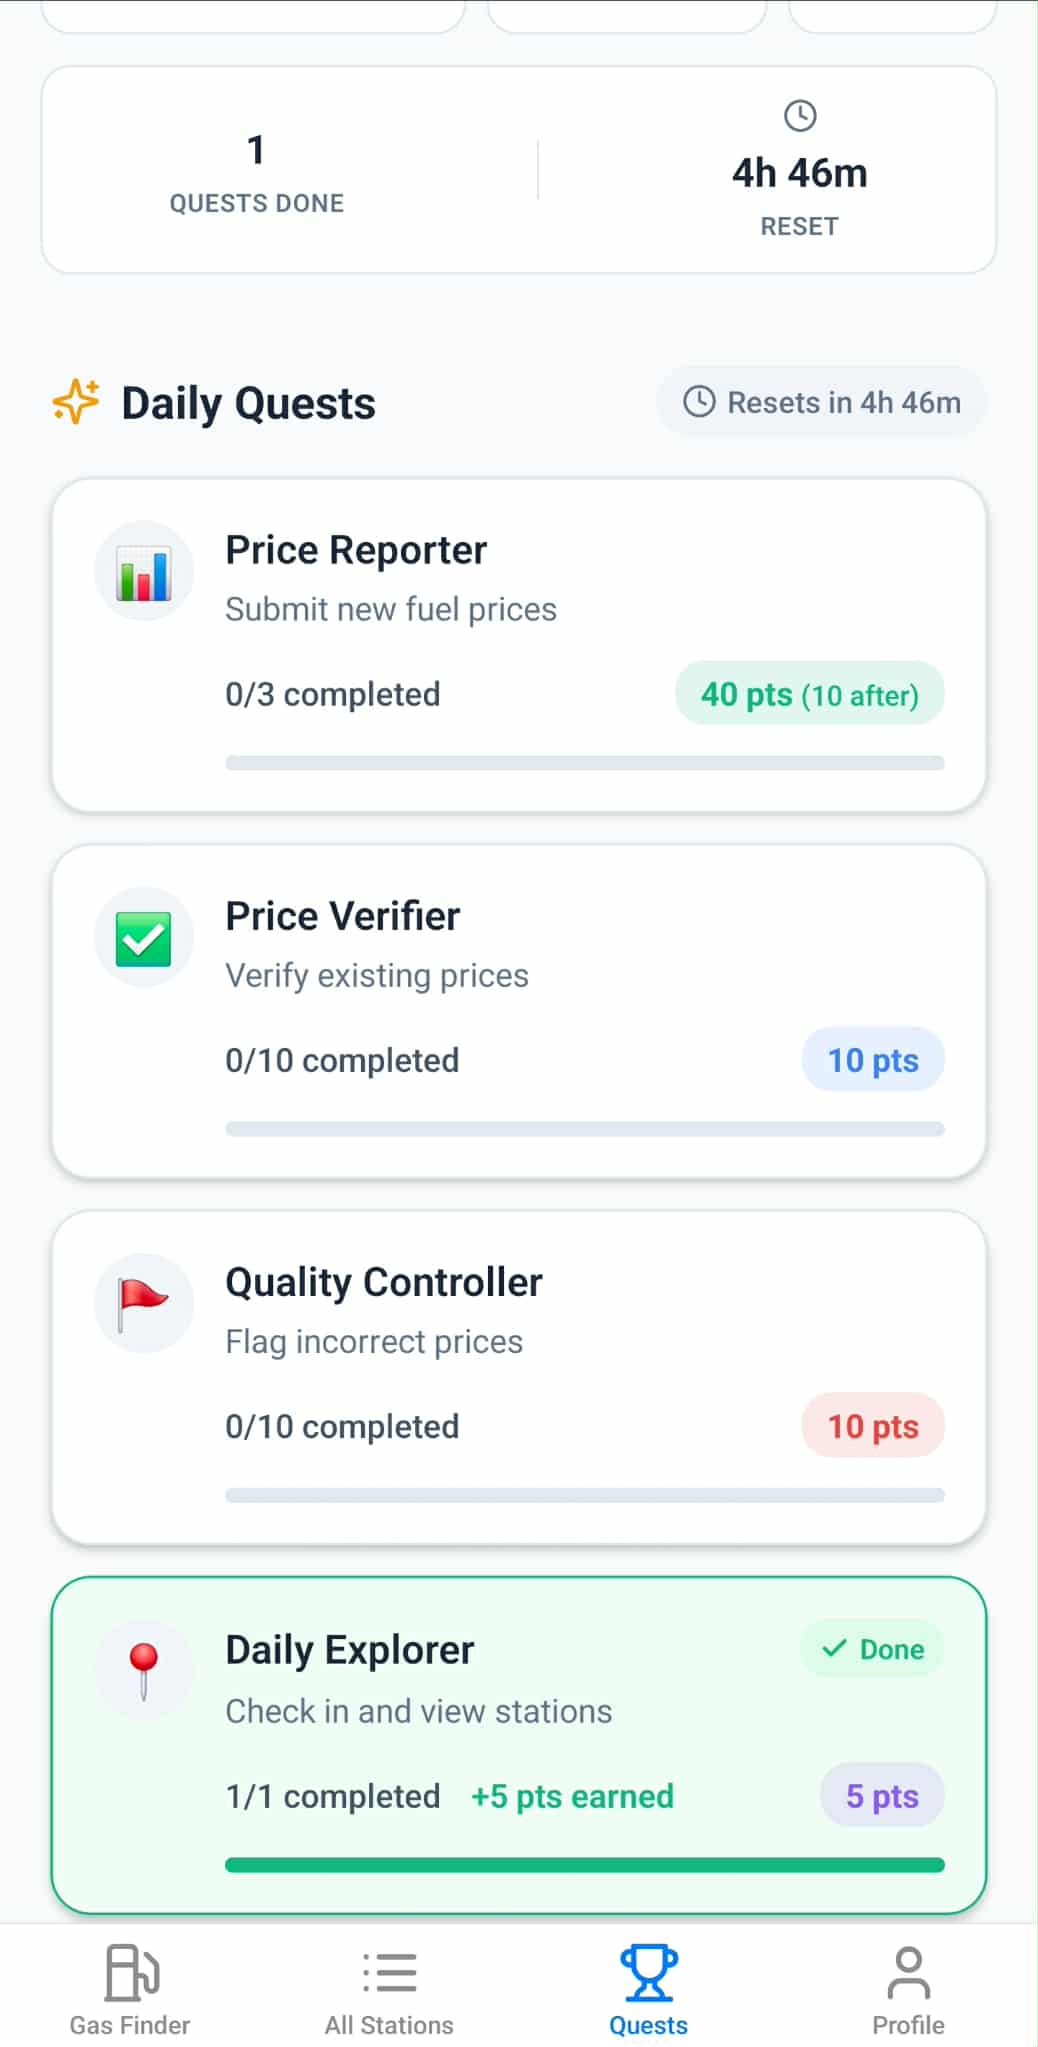 1
QUESTS DONE
4h 46m
RESET
Daily Quests
Resets in 4h 46m
Price Reporter
Submit new fuel prices
0/3 completed
40 pts (10 after)
Price Verifier
Verify existing prices
0/10 completed
10 pts
Quality Controller
Flag incorrect prices
0/10 completed
10 pts
Daily Explorer
Done
Check in and view stations
1/1 completed +5 pts earned
5 pts
Gas Finder
All Stations
Quests
Profile